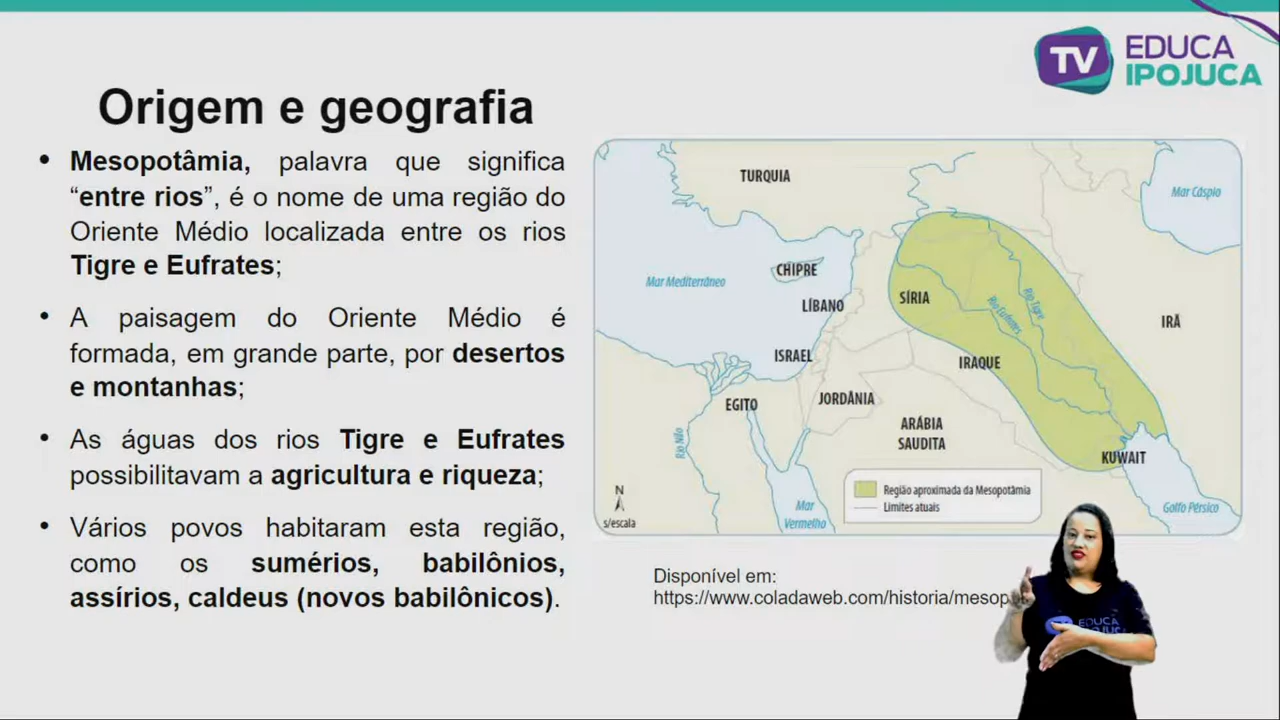 TV EDUCA
IPOJUCA
Origem e geografia
• Mesopotâmia, palavra que significa
“entre rios”, é o nome de uma região do
Oriente Médio localizada entre os rios
Tigre e Eufrates;
• A paisagem do Oriente Médio é
formada, em grande parte, por desertos
e montanhas;
• As águas dos rios Tigre e Eufrates
possibilitavam a agricultura e riqueza;
• Vários povos habitaram esta região,
como os sumérios, babilônios,
assírios, caldeus (novos babilônicos).
TURQUIA
Mar Cáspio
CHIPRE
Mar Mediterrâneo
SÍRIA
LÍBANO
Rio Tigre
Rio Eufrates
IRÃ
ISRAEL
IRAQUE
EGITO
JORDÂNIA
ARÁBIA
SAUDITA
Rio Nilo
KUWAIT
N
s/escala
Mar
Vermelho
Golfo Pérsico
Região aproximada da Mesopotâmia
Limites atuais
Disponível em:
https://www.coladaweb.com/historia/mesop
EDUCA
IPOJUCA